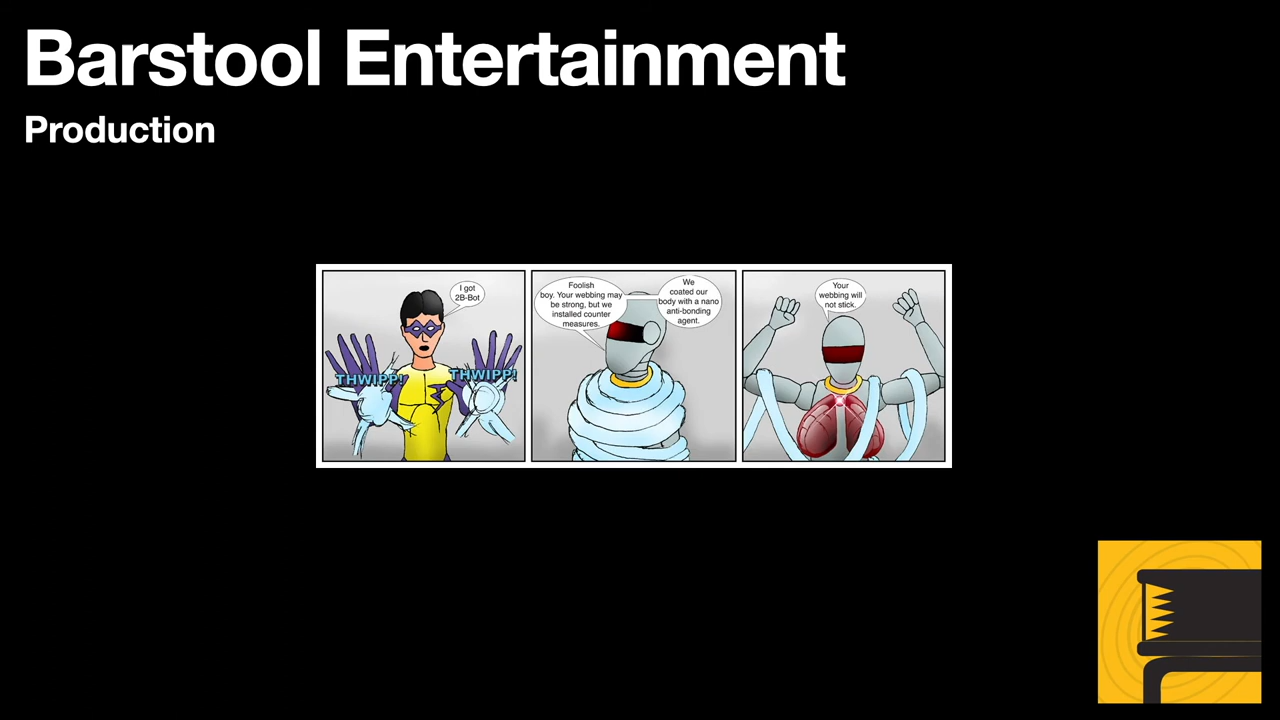 Barstool Entertainment
Production
I got
2B-Bot
THWIPP!
THWIPP!
Foolish
boy. Your webbing may
be strong, but we
installed counter
measures.
We
coated our
body with a nano
anti-bonding
agent.
Your
webbing will
not stick.